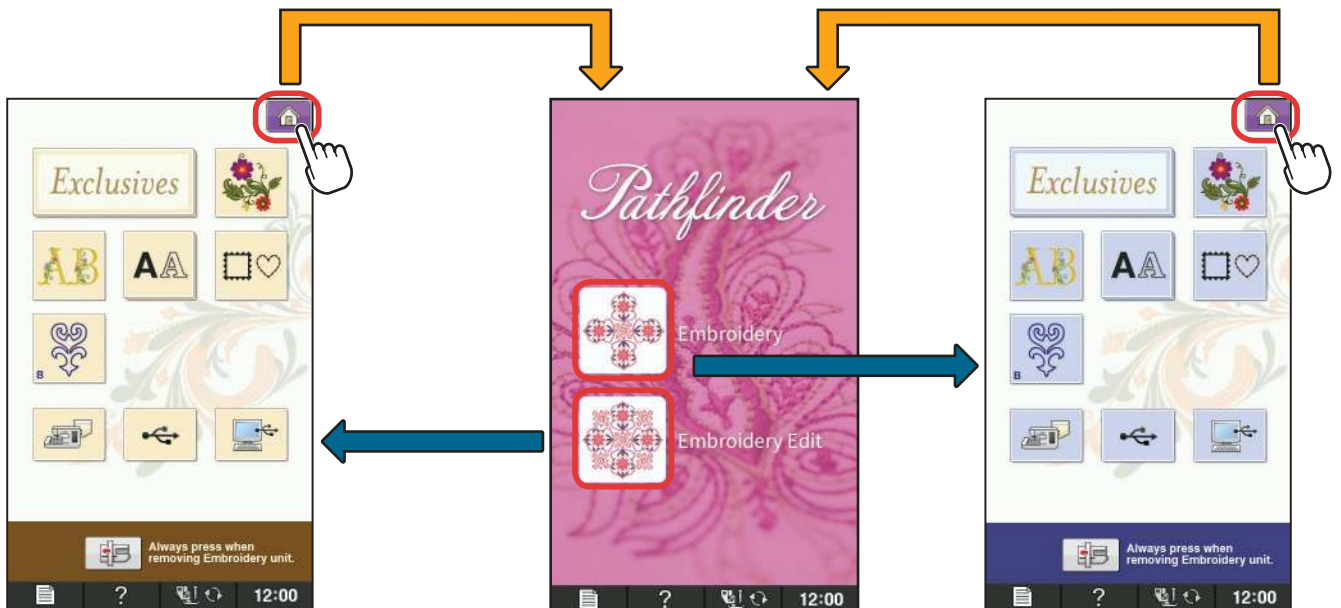 Exclusives
AB
AA
B
Always press when
removing Embroidery unit.
?
12:00
Pathfinder
Embroidery
Embroidery Edit
?
12:00
Exclusives
AB
AA
B
Always press when
removing Embroidery unit.
?
12:00